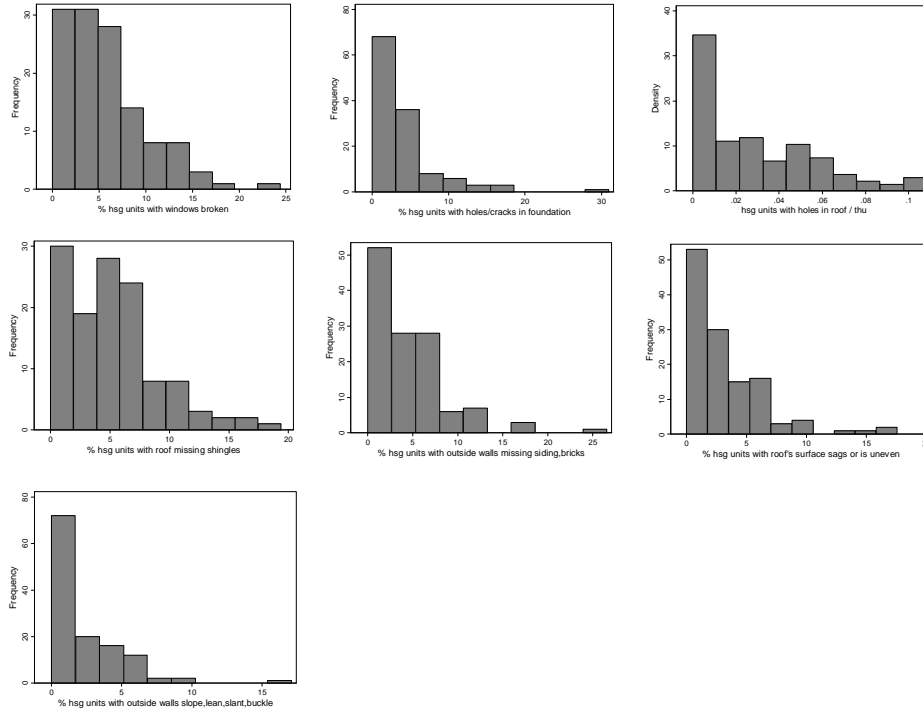 30
20
10
0
Frequency
0 5 10 15 20 25
% hsg units with windows broken
80
60
40
20
0
Frequency
0 10 20 30
% hsg units with holes/cracks in foundation
40
30
20
10
0
Density
0 .02 .04 .06 .08 .1
hsg units with holes in roof / thu
30
20
10
0
Frequency
0 5 10 15 20
% hsg units with roof missing shingles
50
40
30
20
10
0
Frequency
0 5 10 15 20 25
% hsg units with outside walls missing siding,bricks
50
40
30
20
10
0
Frequency
0 5 10 15
% hsg units with roof's surface sags or is uneven
80
60
40
20
0
Frequency
0 5 10 15
% hsg units with outside walls slope,lean,slant,buckle